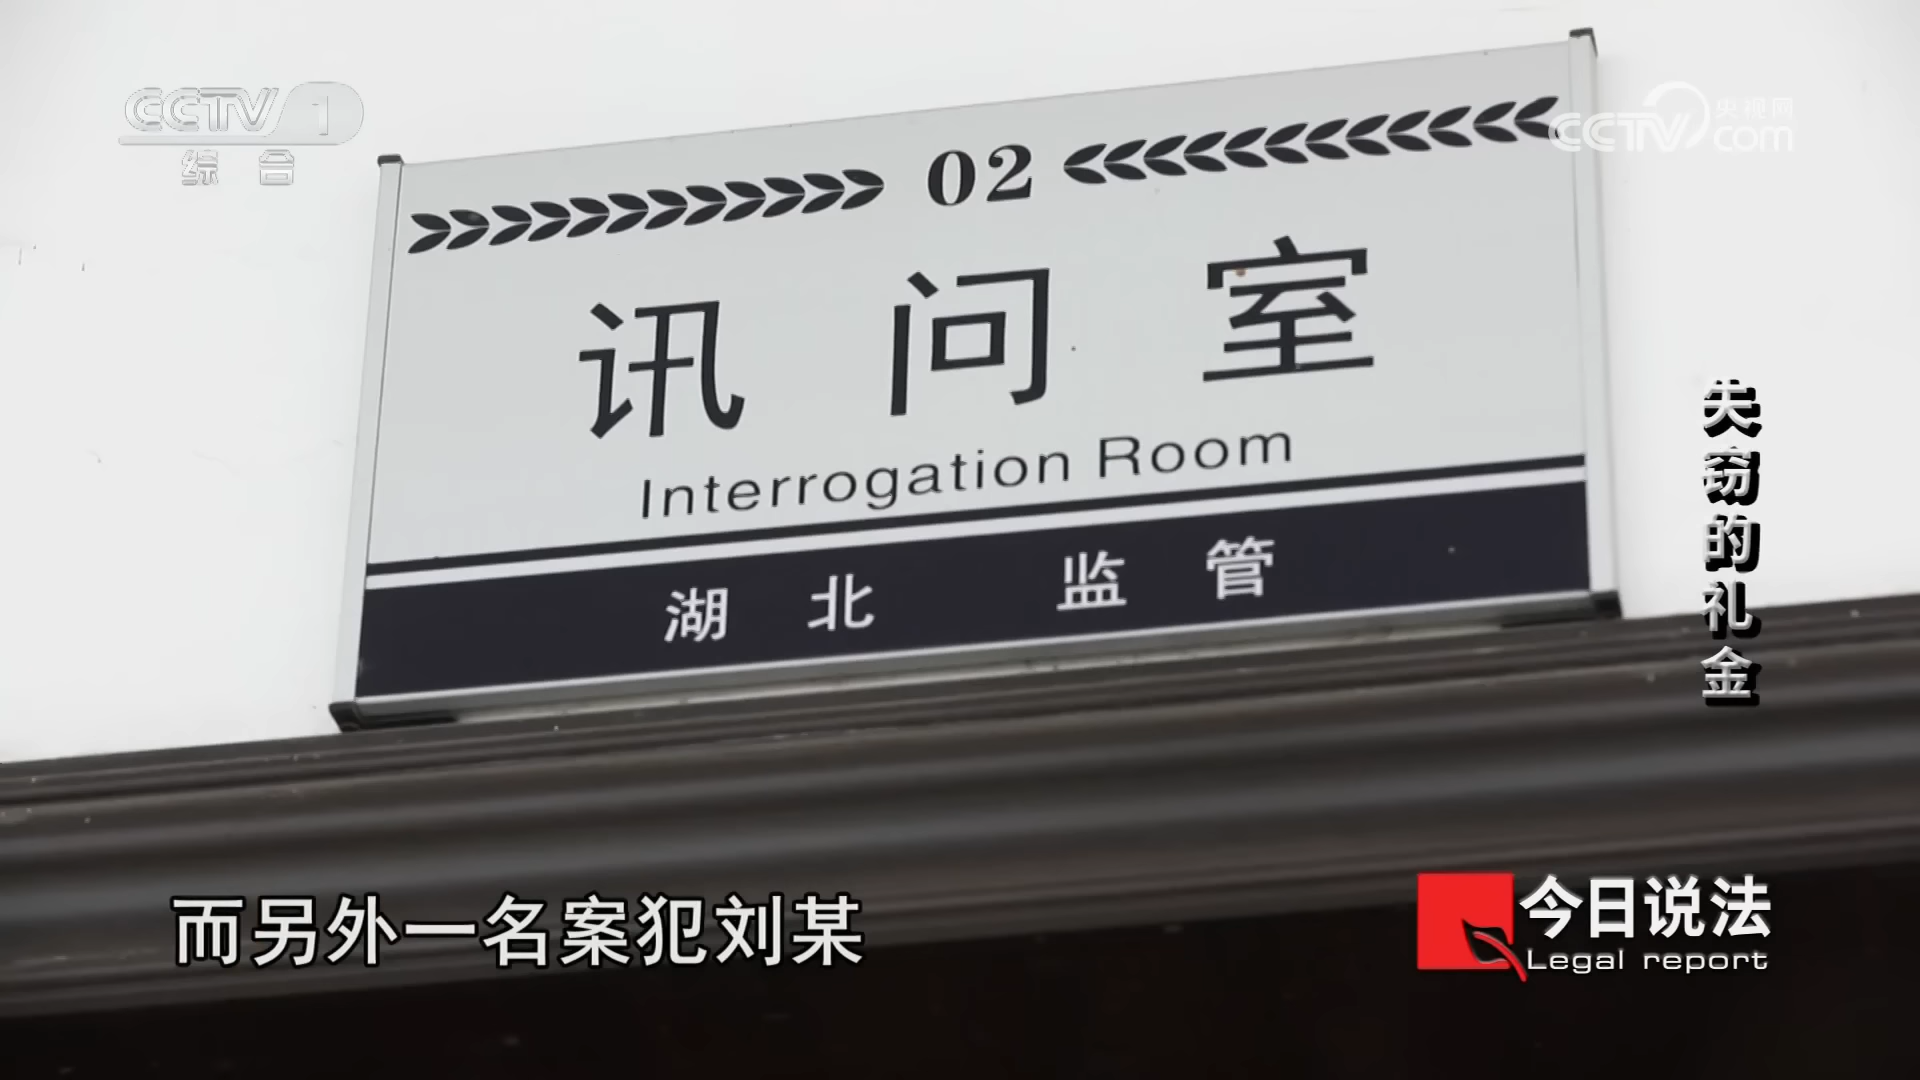 CCTV 1
综合
央视网
CCTV.com
02
讯问室
Interrogation Room
湖北 监管
失窃的礼金
而另外一名案犯刘某
今日说法
Legal report